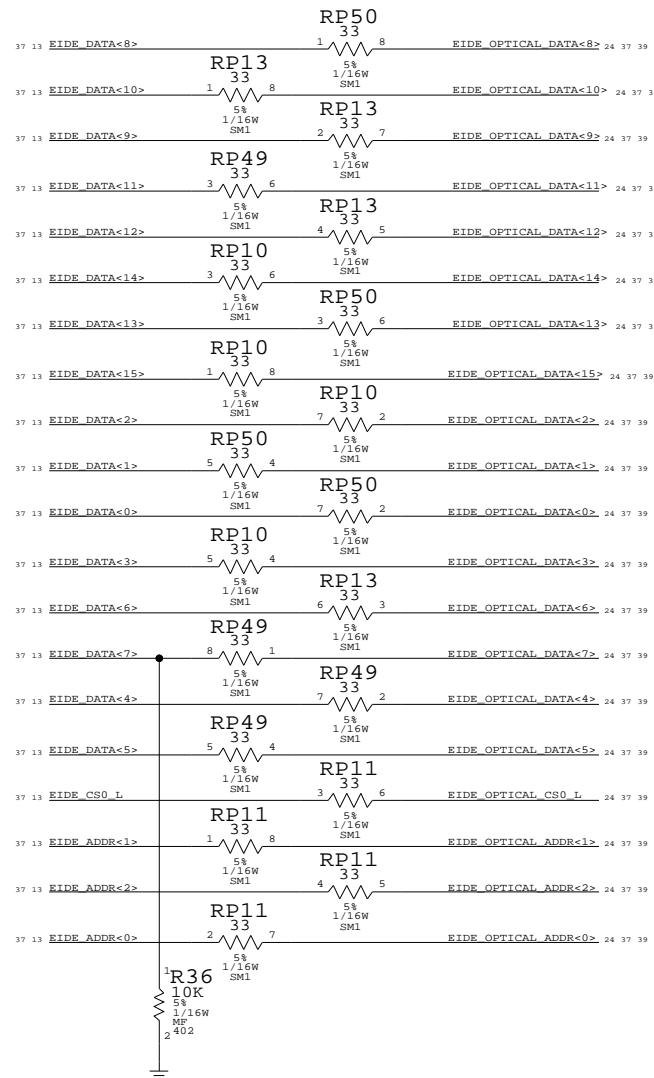 RP50
33
37 13 EIDE_DATA<8> 1 8 EIDE_OPTICAL_DATA<8> 24 37 39
5%
1/16W
SM1
RP13
33
37 13 EIDE_DATA<10> 1 8 EIDE_OPTICAL_DATA<10> 24 37 3
5%
1/16W
SM1
RP13
33
37 13 EIDE_DATA<9> 2 7 EIDE_OPTICAL_DATA<9> 24 37 39
5%
1/16W
SM1
RP49
33
37 13 EIDE_DATA<11> 3 6 EIDE_OPTICAL_DATA<11> 24 37 3
5%
1/16W
SM1
RP13
33
37 13 EIDE_DATA<12> 4 5 EIDE_OPTICAL_DATA<12> 24 37 3
5%
1/16W
SM1
RP10
33
37 13 EIDE_DATA<14> 3 6 EIDE_OPTICAL_DATA<14> 24 37 3
5%
1/16W
SM1
RP50
33
37 13 EIDE_DATA<13> 3 6 EIDE_OPTICAL_DATA<13> 24 37 3
5%
1/16W
SM1
RP10
33
37 13 EIDE_DATA<15> 1 8 EIDE_OPTICAL_DATA<15> 24 37 39
5%
1/16W
SM1
RP10
33
37 13 EIDE_DATA<2> 7 2 EIDE_OPTICAL_DATA<2> 24 37 39
5%
1/16W
SM1
RP50
33
37 13 EIDE_DATA<1> 5 4 EIDE_OPTICAL_DATA<1> 24 37 39
5%
1/16W
SM1
RP50
33
37 13 EIDE_DATA<0> 7 2 EIDE_OPTICAL_DATA<0> 24 37 39
5%
1/16W
SM1
RP10
33
37 13 EIDE_DATA<3> 5 4 EIDE_OPTICAL_DATA<3> 24 37 39
5%
1/16W
SM1
RP13
33
37 13 EIDE_DATA<6> 6 3 EIDE_OPTICAL_DATA<6> 24 37 39
5%
1/16W
SM1
RP49
33
37 13 EIDE_DATA<7> 8 1 EIDE_OPTICAL_DATA<7> 24 37 39
5%
1/16W
SM1
RP49
33
37 13 EIDE_DATA<4> 7 2 EIDE_OPTICAL_DATA<4> 24 37 39
5%
1/16W
SM1
RP49
33
37 13 EIDE_DATA<5> 5 4 EIDE_OPTICAL_DATA<5> 24 37 39
5%
1/16W
SM1
RP11
33
37 13 EIDE_CS0_L 3 6 EIDE_OPTICAL_CS0_L 24 37 39
5%
1/16W
SM1
RP11
33
37 13 EIDE_ADDR<1> 1 8 EIDE_OPTICAL_ADDR<1> 24 37 39
5%
1/16W
SM1
RP11
33
37 13 EIDE_ADDR<2> 4 5 EIDE_OPTICAL_ADDR<2> 24 37 39
5%
1/16W
SM1
RP11
33
37 13 EIDE_ADDR<0> 2 7 EIDE_OPTICAL_ADDR<0> 24 37 39
5%
1/16W
SM1
1 R36
10K
5%
1/16W
MF
2 402